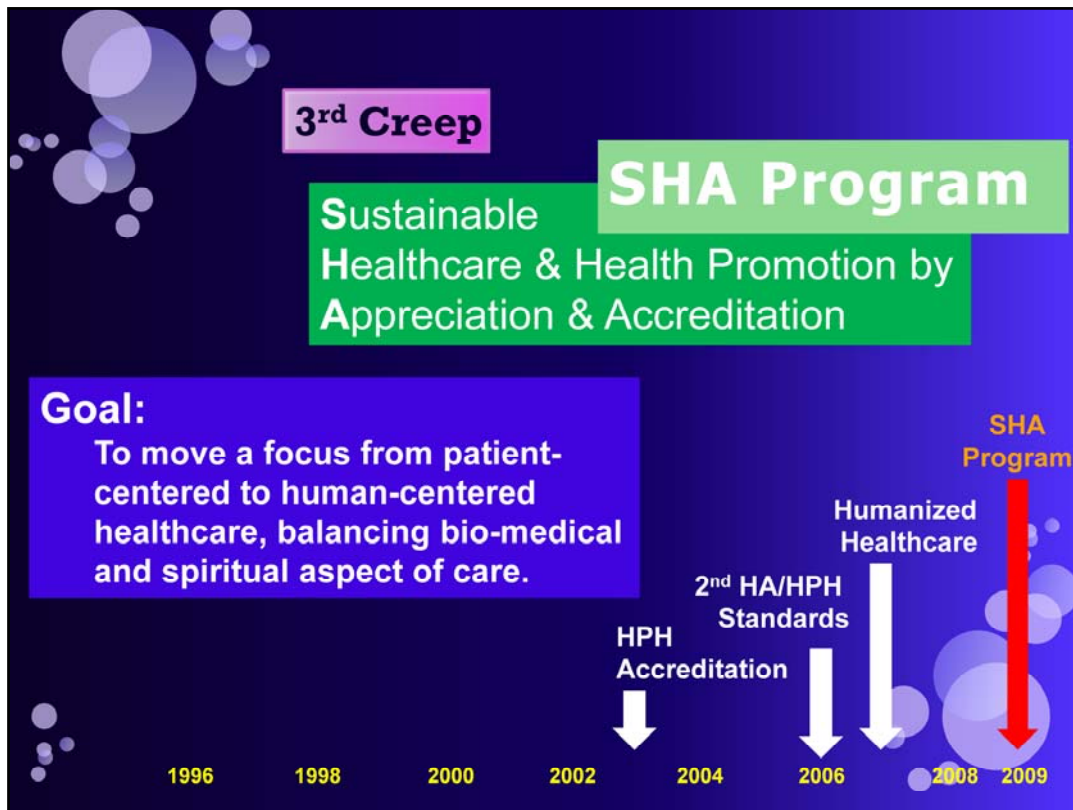 3rd Creep
SHA Program
Sustainable
Healthcare & Health Promotion by
Appreciation & Accreditation
Goal:
To move a focus from patient-
centered to human-centered
healthcare, balancing bio-medical
and spiritual aspect of care.
SHA
Program
Humanized
Healthcare
2nd HA/HPH
Standards
HPH
Accreditation
1996 1998 2000 2002 2004 2006 2008 2009